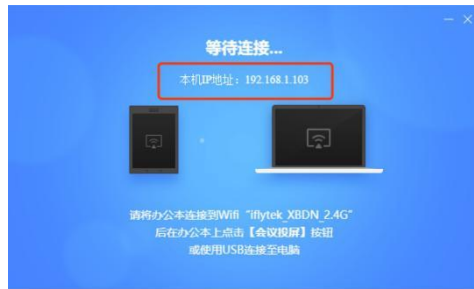 等待连接...
本机IP地址：192.168.1.103
请将办公本连接到Wifi “iflytek_XBDN_2.4G”
后在办公本上点击【会议投屏】按钮
或使用USB连接至电脑